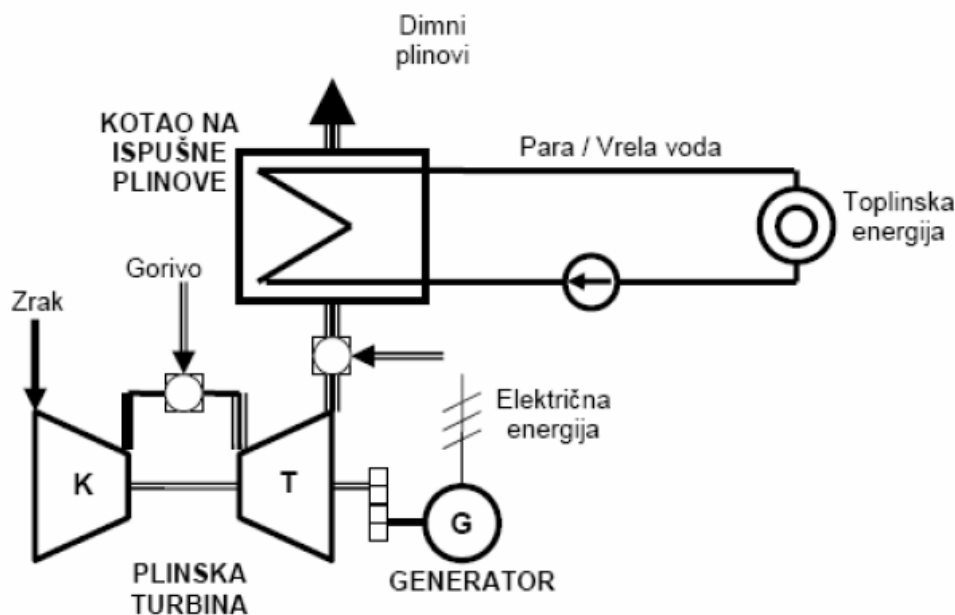 Dimni
plinovi
KOTAO NA
ISPUŠNE
PLINOVE
Para / Vrela voda
Toplinska
energija
Gorivo
Zrak
Električna
energija
K
T
G
PLINSKA
TURBINA
GENERATOR